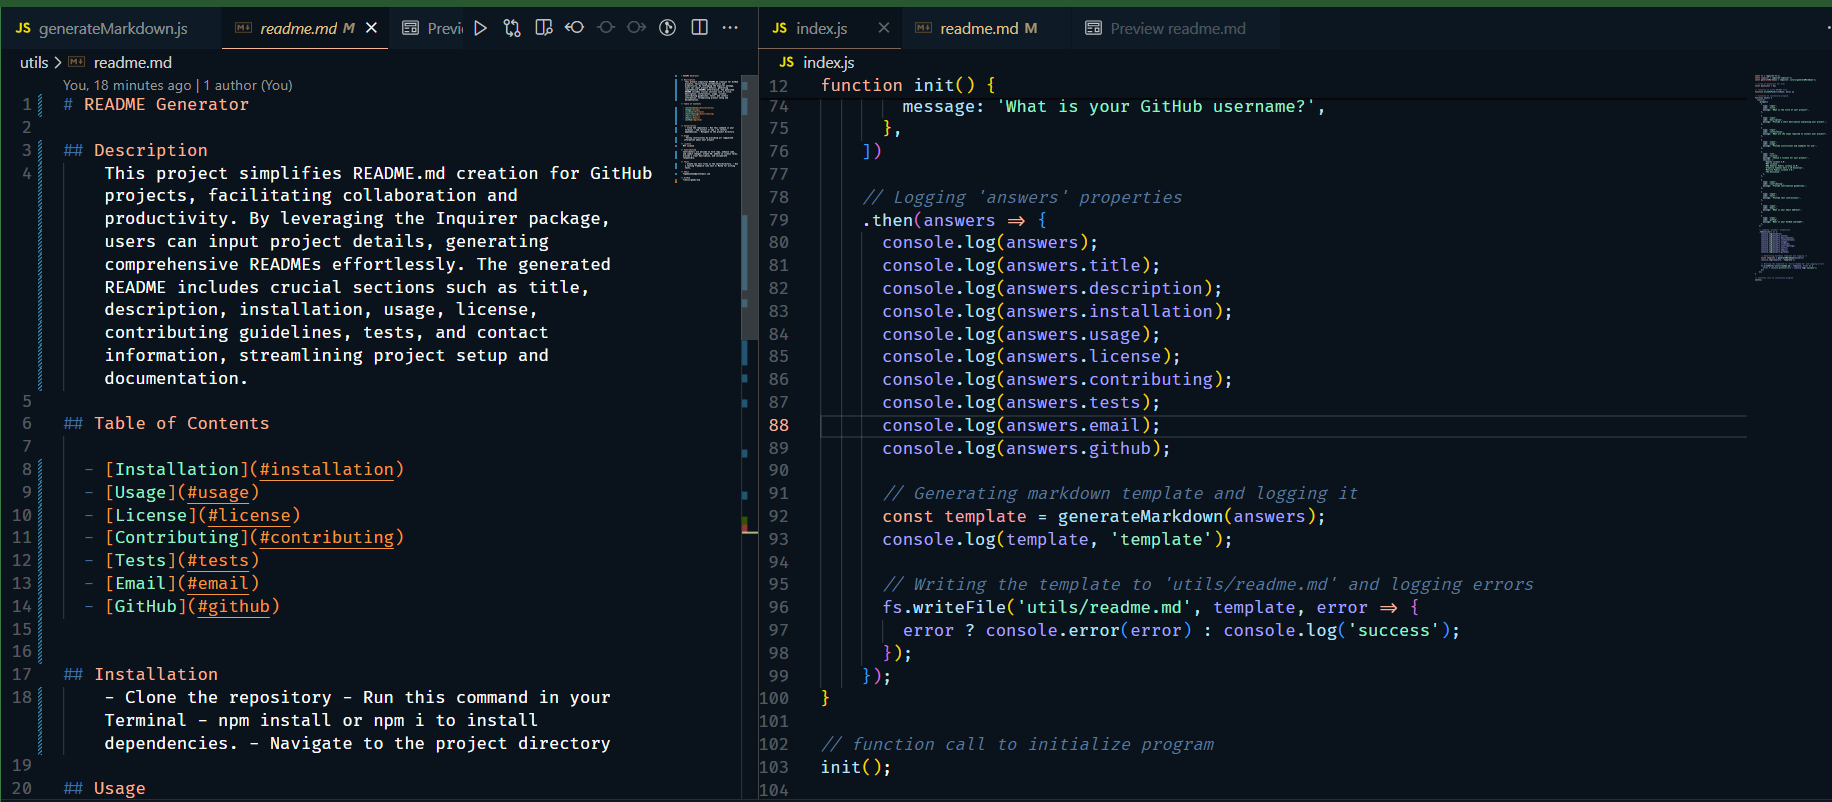 JS generateMarkdown.js
readme.md M
Previ
utils > readme.md
You, 18 minutes ago | 1 author (You)
1 # README Generator
2
3 ## Description
4 This project simplifies README.md creation for GitHub
projects, facilitating collaboration and
productivity. By leveraging the Inquirer package,
users can input project details, generating
comprehensive READMEs effortlessly. The generated
README includes crucial sections such as title,
description, installation, usage, license,
contributing guidelines, tests, and contact
information, streamlining project setup and
documentation.
5
6 ## Table of Contents
7
8 - [Installation](#installation)
9 - [Usage](#usage)
10 - [License](#license)
11 - [Contributing](#contributing)
12 - [Tests](#tests)
13 - [Email](#email)
14 - [GitHub](#github)
15
16
17 ## Installation
18 - Clone the repository - Run this command in your
Terminal - npm install or npm i to install
dependencies. - Navigate to the project directory
19
20 ## Usage
JS index.js
readme.md M
Preview readme.md
JS index.js
12 function init() {
74 message: 'What is your GitHub username?',
75 },
76 ])
77
78 // Logging 'answers' properties
79 .then(answers => {
80 console.log(answers);
81 console.log(answers.title);
82 console.log(answers.description);
83 console.log(answers.installation);
84 console.log(answers.usage);
85 console.log(answers.license);
86 console.log(answers.contributing);
87 console.log(answers.tests);
88 console.log(answers.email);
89 console.log(answers.github);
90
91 // Generating markdown template and logging it
92 const template = generateMarkdown(answers);
93 console.log(template, 'template');
94
95 // Writing the template to 'utils/readme.md' and logging errors
96 fs.writeFile('utils/readme.md', template, error => {
97 error ? console.error(error) : console.log('success');
98 });
99 });
100 }
101
102 // function call to initialize program
103 init();
104